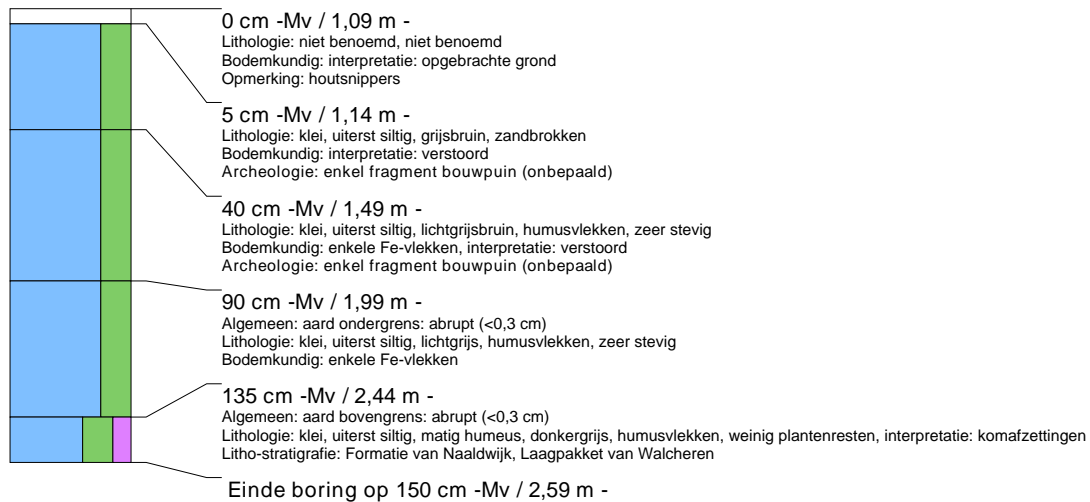 0 cm -Mv / 1,09 m -
Lithologie: niet benoemd, niet benoemd
Bodemkundig: interpretatie: opgebrachte grond
Opmerking: houtsnippers
5 cm -Mv / 1,14 m -
Lithologie: klei, uiterst siltig, grijsbruin, zandbrokken
Bodemkundig: interpretatie: verstoord
Archeologie: enkel fragment bouwpuin (onbepaald)
40 cm -Mv / 1,49 m -
Lithologie: klei, uiterst siltig, lichtgrijsbruin, humusvlekken, zeer stevig
Bodemkundig: enkele Fe-vlekken, interpretatie: verstoord
Archeologie: enkel fragment bouwpuin (onbepaald)
90 cm -Mv / 1,99 m -
Algemeen: aard ondergrens: abrupt (<0,3 cm)
Lithologie: klei, uiterst siltig, lichtgrijs, humusvlekken, zeer stevig
Bodemkundig: enkele Fe-vlekken
135 cm -Mv / 2,44 m -
Algemeen: aard bovengrens: abrupt (<0,3 cm)
Lithologie: klei, uiterst siltig, matig humeus, donkergrijs, humusvlekken, weinig plantenresten, interpretatie: komafzettingen
Litho-stratigrafie: Formatie van Naaldwijk, Laagpakket van Walcheren
Einde boring op 150 cm -Mv / 2,59 m -